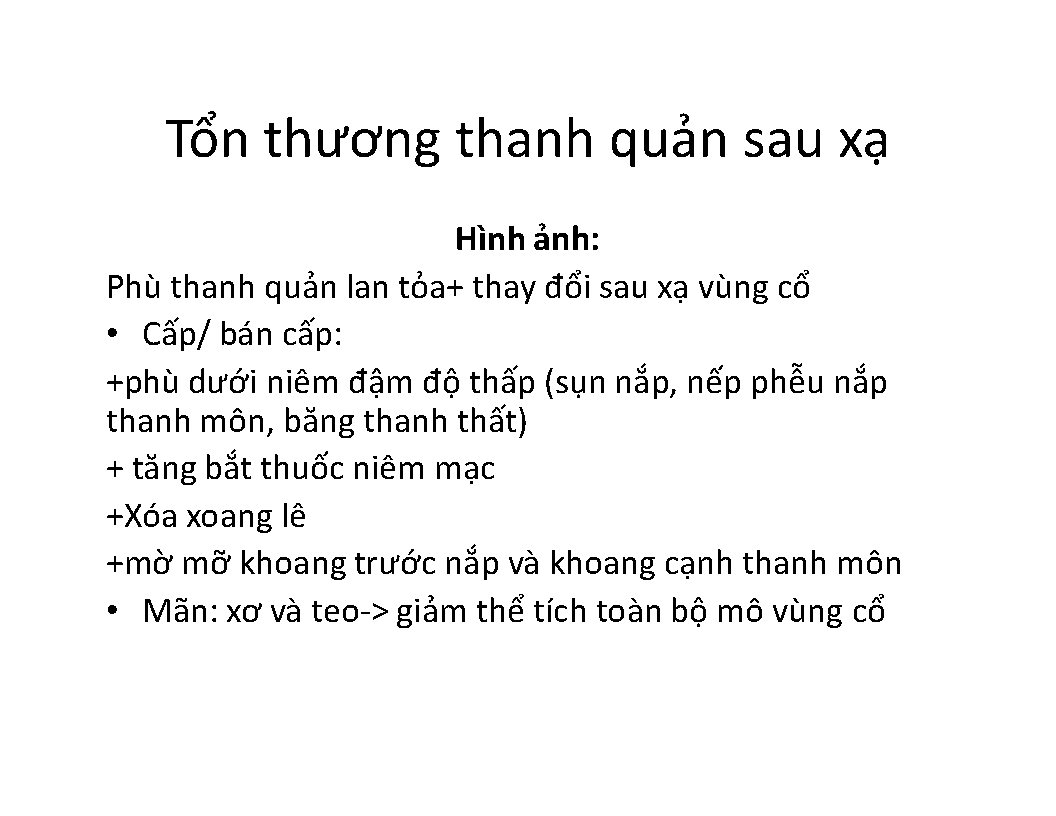 Tổn thương thanh quản sau xạ
Hình ảnh:
Phù thanh quản lan tỏa+ thay đổi sau xạ vùng cổ
• Cấp/ bán cấp:
+phù dưới niêm đậm độ thấp (sụn nắp, nếp phễu nắp
thanh môn, băng thanh thất)
+ tăng bắt thuốc niêm mạc
+Xóa xoang lê
+mờ mỡ khoang trước nắp và khoang cạnh thanh môn
• Mãn: xơ và teo-> giảm thể tích toàn bộ mô vùng cổ